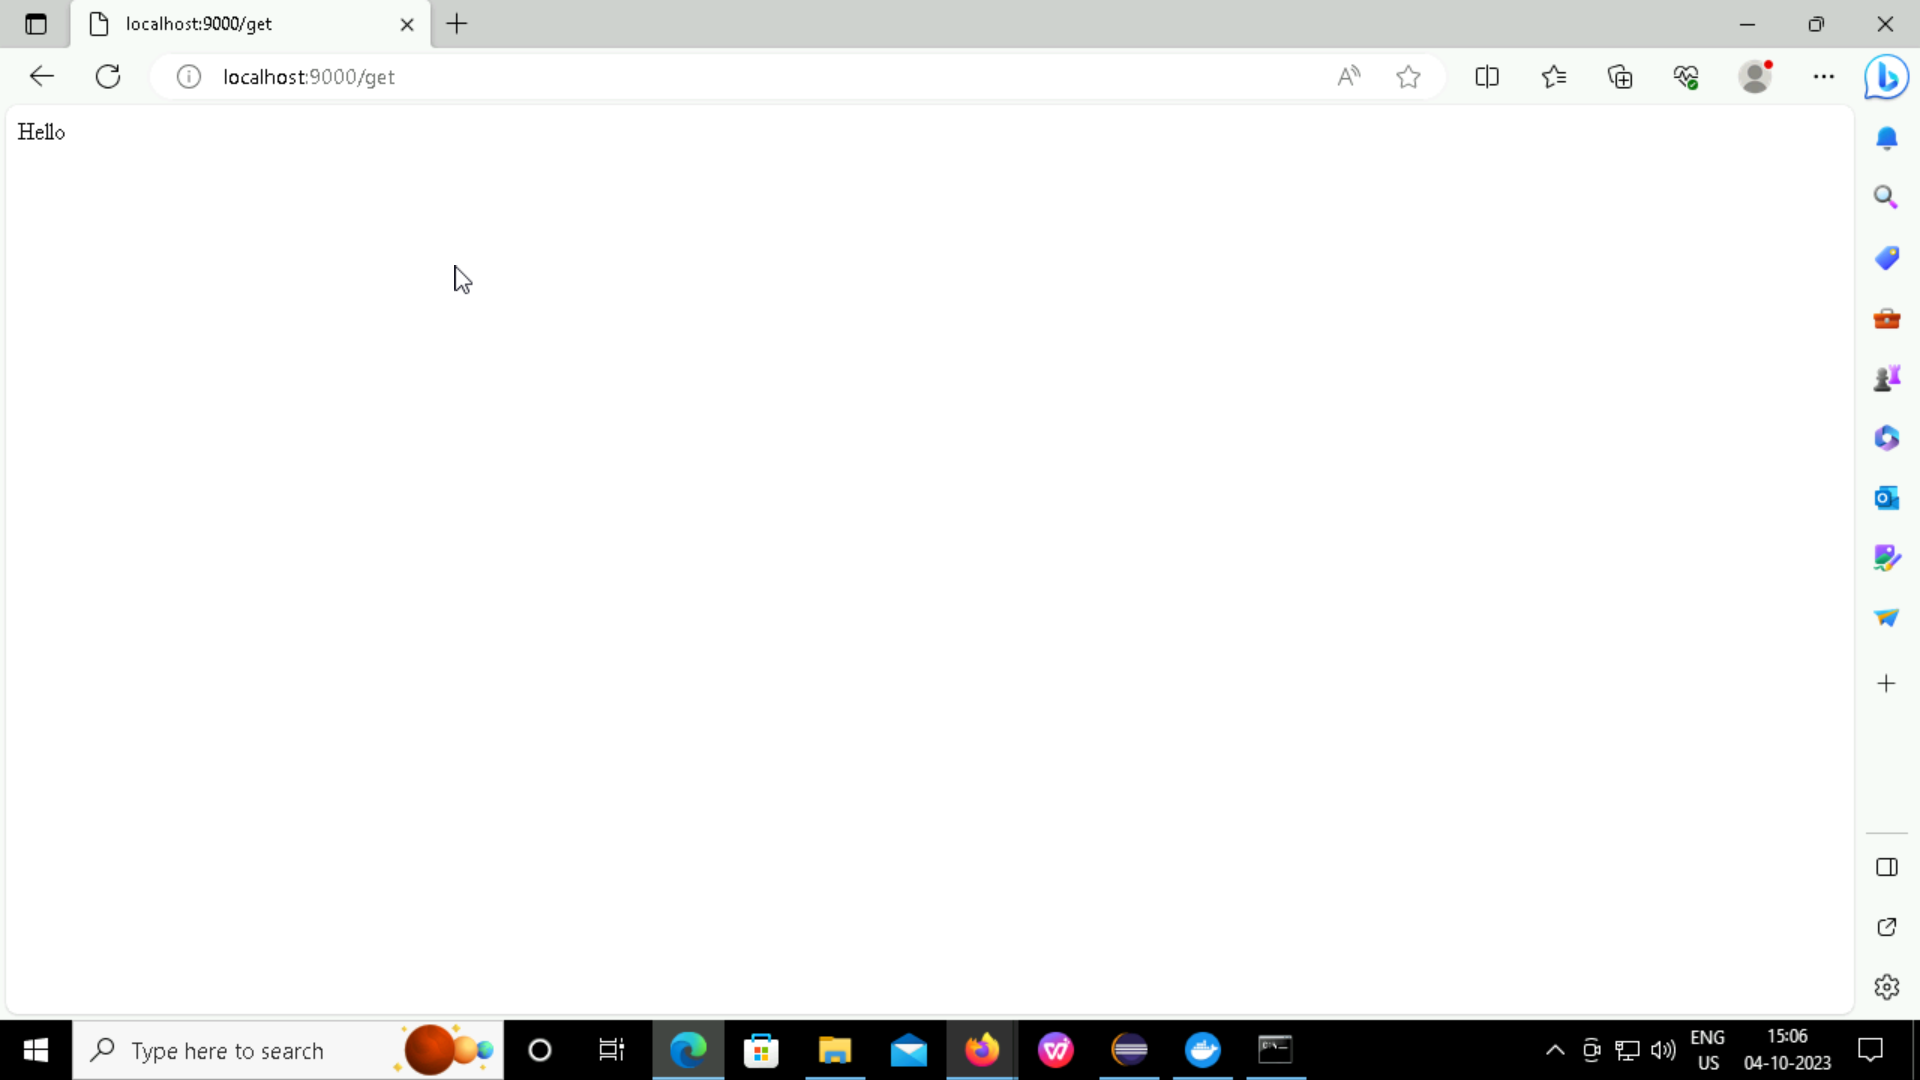 localhost:9000/get
localhost:9000/get
Hello
Type here to search
ENG
US
15:06
04-10-2023